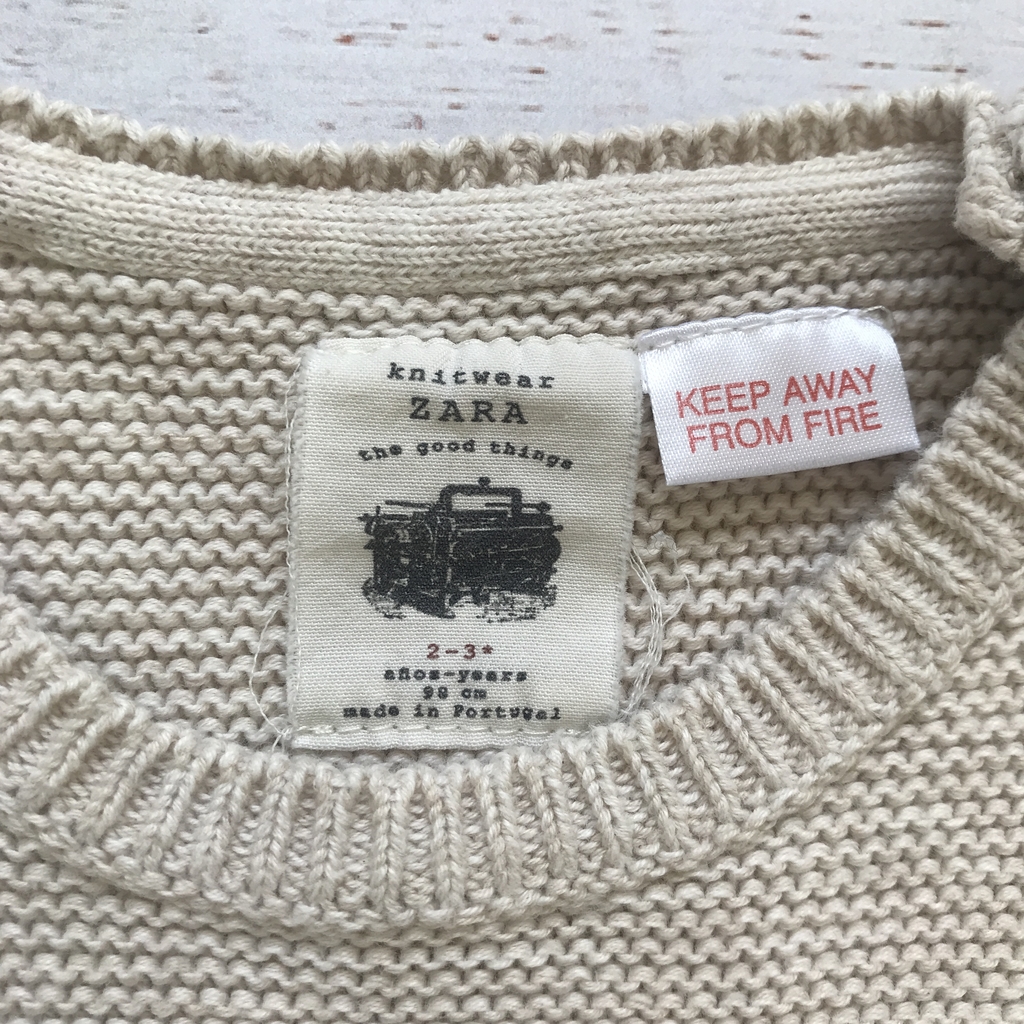 knitwear
ZARA
the good things
2-3*
años-years
98 cm
made in Portugal
KEEP AWAY
FROM FIRE